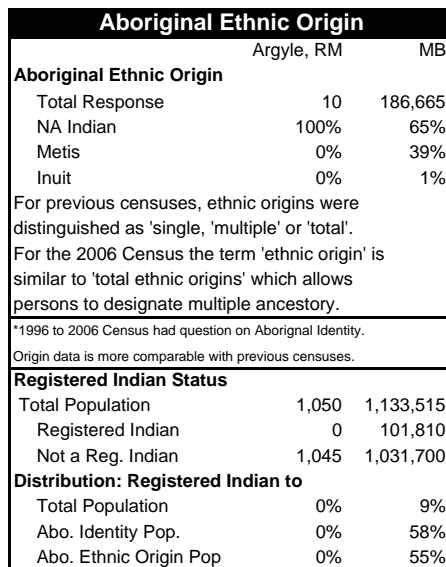 Aboriginal Ethnic Origin
Argyle, RM MB
Aboriginal Ethnic Origin
Total Response 10 186,665
NA Indian 100% 65%
Metis 0% 39%
Inuit 0% 1%
For previous censuses, ethnic origins were
distinguished as 'single, 'multiple' or 'total'.
For the 2006 Census the term 'ethnic origin' is
similar to 'total ethnic origins' which allows
persons to designate multiple ancestory.
*1996 to 2006 Census had question on Aborignal Identity.
Origin data is more comparable with previous censuses.
Registered Indian Status
Total Population 1,050 1,133,515
Registered Indian 0 101,810
Not a Reg. Indian 1,045 1,031,700
Distribution: Registered Indian to
Total Population 0% 9%
Abo. Identity Pop. 0% 58%
Abo. Ethnic Origin Pop 0% 55%